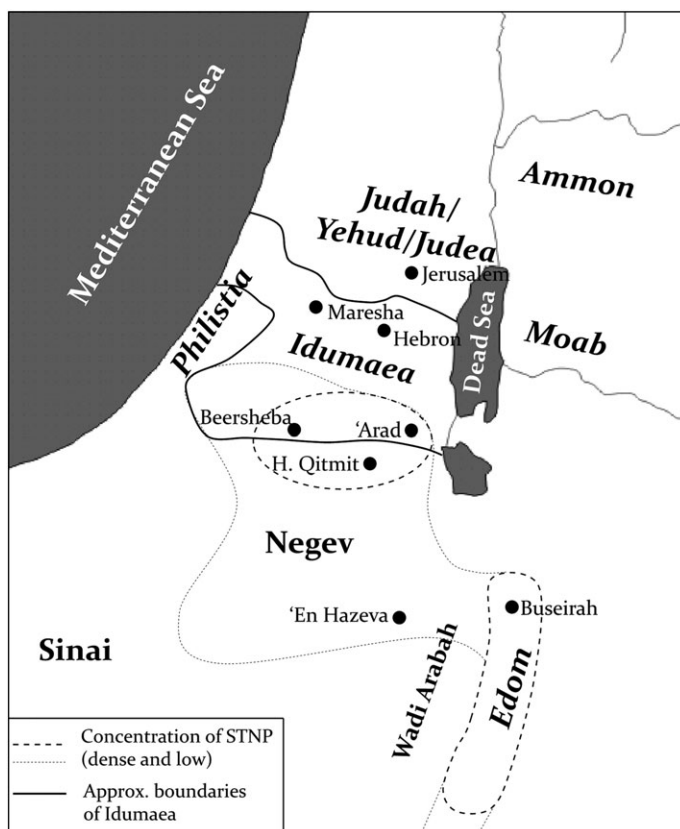 Mediterranean Sea
Ammon
Judah/
Yehud/Judea
Jerusalem
Philistia
Maresha
Hebron
Idumaea
Dead Sea
Moab
Beersheba
‘Arad
H. Qitmit
Negev
‘En Hazeva
Buseirah
Sinai
Wadi Arabah
Edom
Concentration of STNP
(dense and low)
Approx. boundaries
of Idumaea